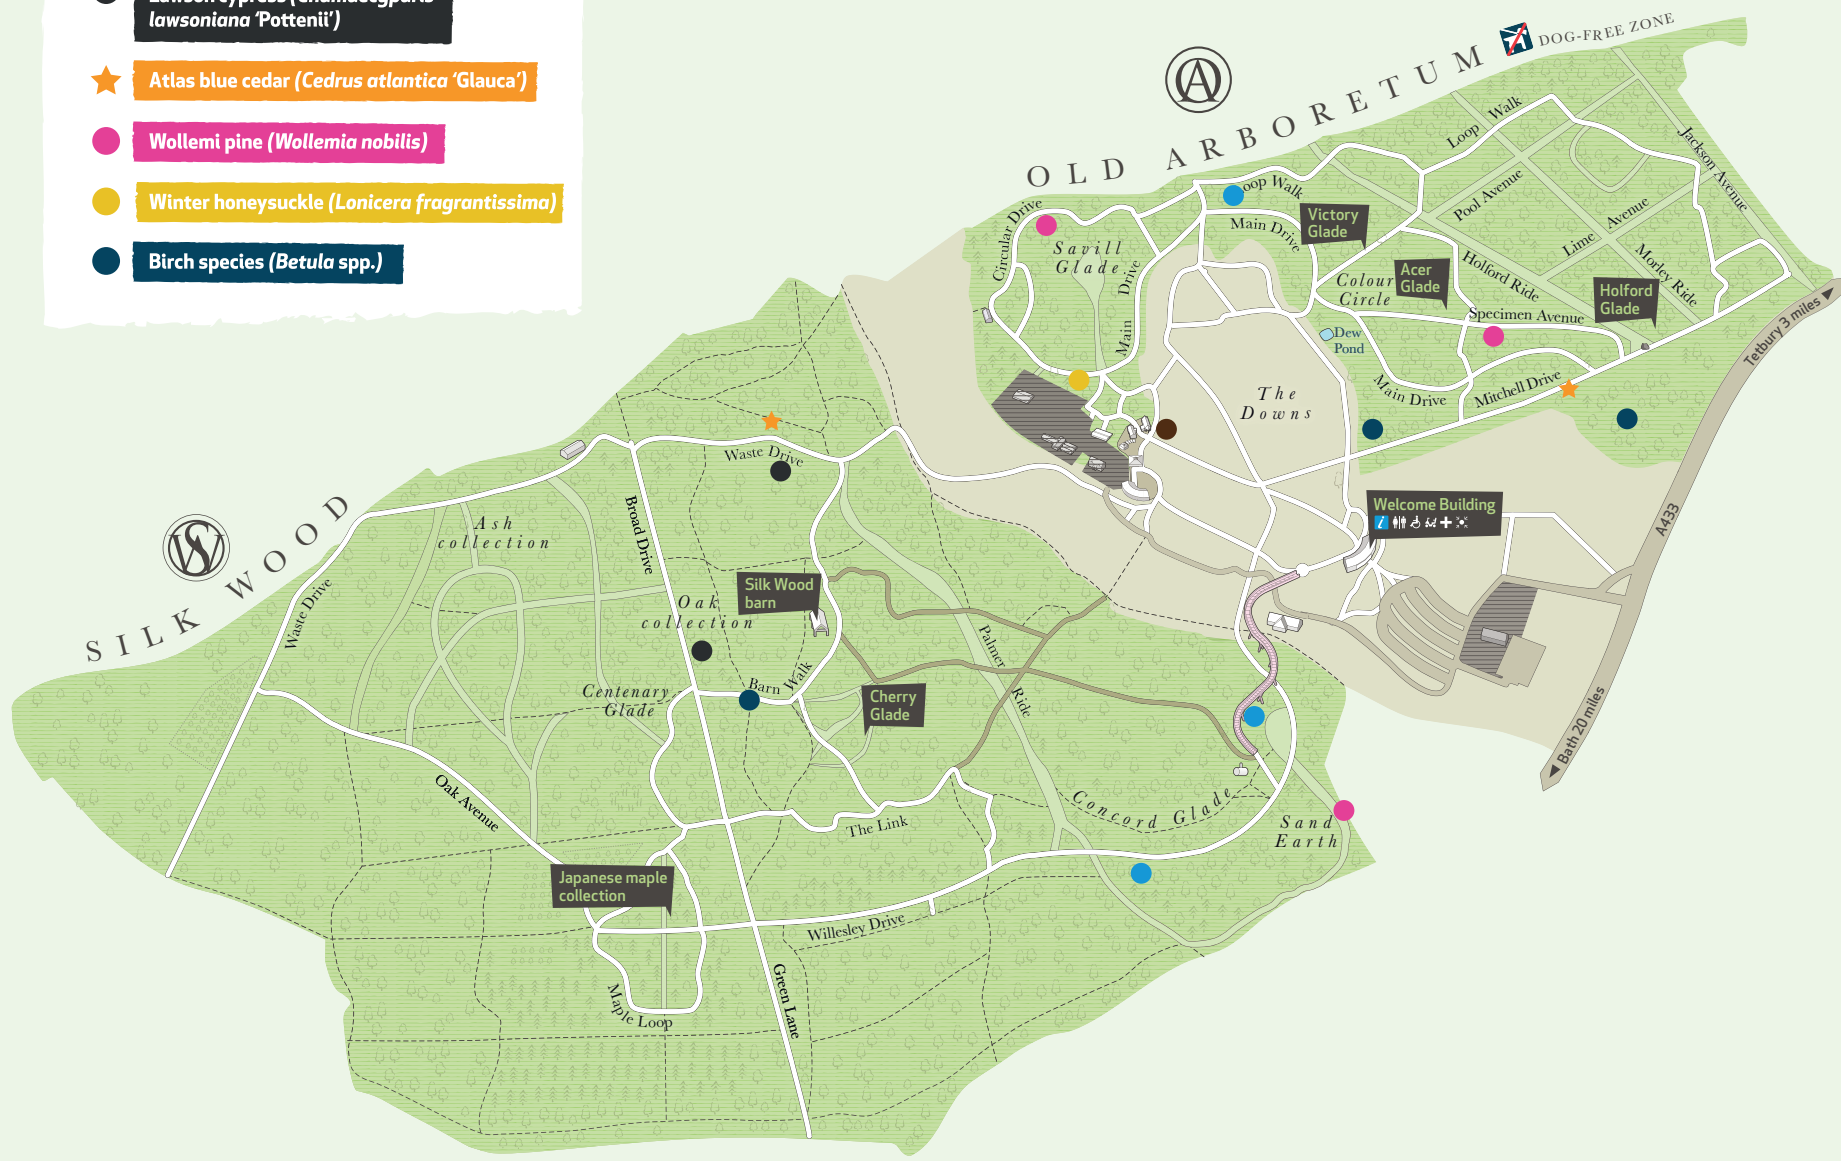 Lawson cypress (Chamaecyparis
lawsoniana 'Pottenii')
Atlas blue cedar (Cedrus atlantica 'Glauca')
Wollemi pine (Wollemia nobilis)
Winter honeysuckle (Lonicera fragrantissima)
Birch species (Betula spp.)
OLD ARBORETUM
DOG-FREE ZONE
A
Loop Walk
Jackson Avenue
Pool Avenue
Lime Avenue
Morley Ride
Holford Ride
oop Walk
Main Drive
Victory
Glade
Circular Drive
Savill
Glade
Main Drive
Colour
Circle
Acer
Glade
Holford
Glade
Specimen Avenue
Dew
Pond
Tetbury 3 miles
The
Downs
Main Drive
Mitchell Drive
Welcome Building
i
A433
Bath 20 miles
SILK WOOD
SW
Waste Drive
Waste Drive
Ash
collection
Broad Drive
Silk Wood
barn
Oak
collection
Palmer Ride
Centenary
Glade
Barn Walk
Cherry
Glade
Oak Avenue
The Link
Concord Glade
Sand
Earth
Japanese maple
collection
Willesley Drive
Green Lane
Maple Loop